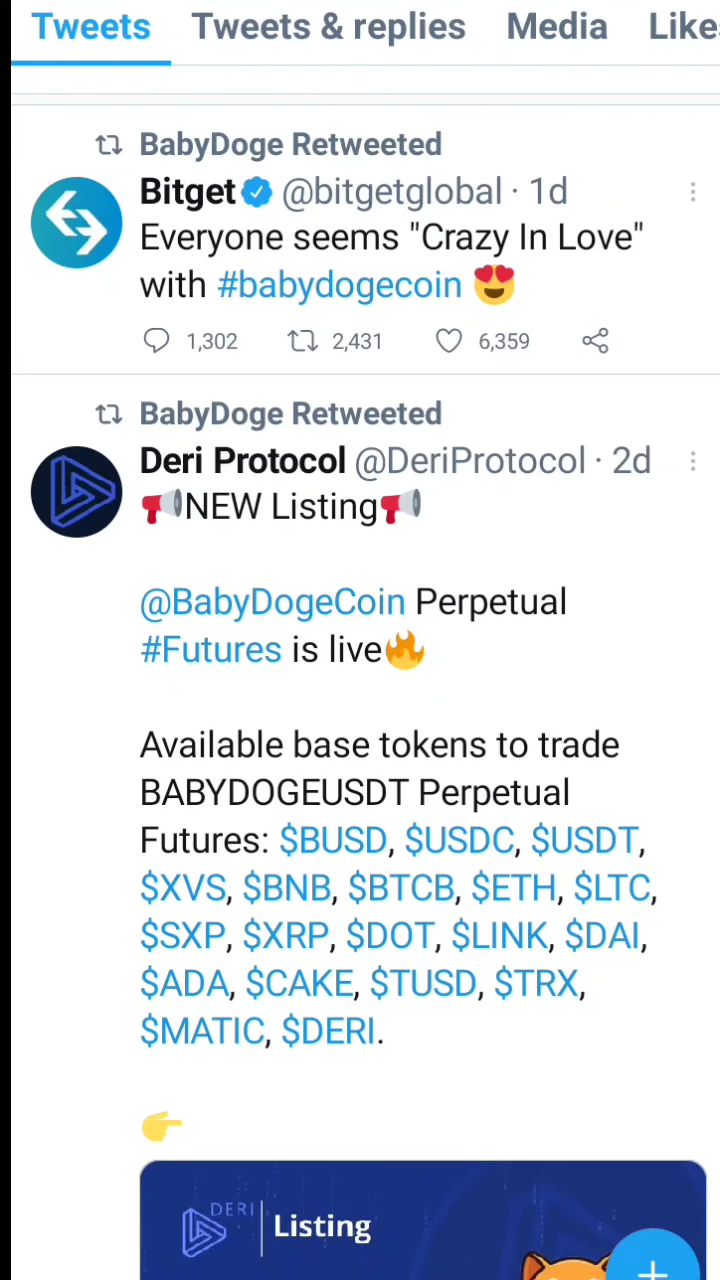 Tweets Tweets & replies Media Like
BabyDoge Retweeted
Bitget @bitgetglobal · 1d
Everyone seems "Crazy In Love"
with #babydogecoin 😍
1,302 2,431 6,359
BabyDoge Retweeted
Deri Protocol @DeriProtocol · 2d
📢NEW Listing📢
@BabyDogeCoin Perpetual
#Futures is live🔥
Available base tokens to trade
BABYDOGEUSDT Perpetual
Futures: $BUSD, $USDC, $USDT,
$XVS, $BNB, $BTCB, $ETH, $LTC,
$SXP, $XRP, $DOT, $LINK, $DAI,
$ADA, $CAKE, $TUSD, $TRX,
$MATIC, $DERI.
👉
DERI Listing